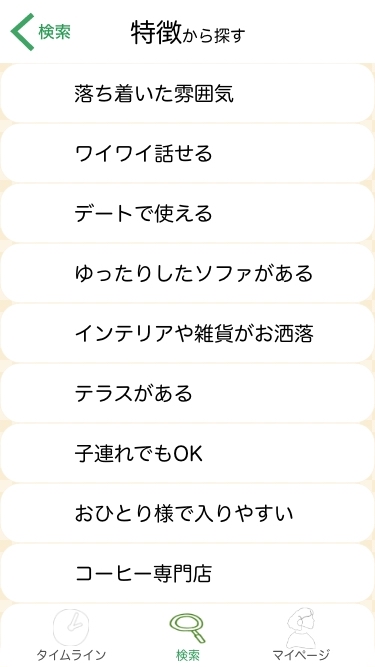 検索 特徴から探す
落ち着いた雰囲気
ワイワイ話せる
デートで使える
ゆったりしたソファがある
インテリアや雑貨がお洒落
テラスがある
子連れでもOK
おひとり様で入りやすい
コーヒー専門店
タイムライン 検索 マイページ